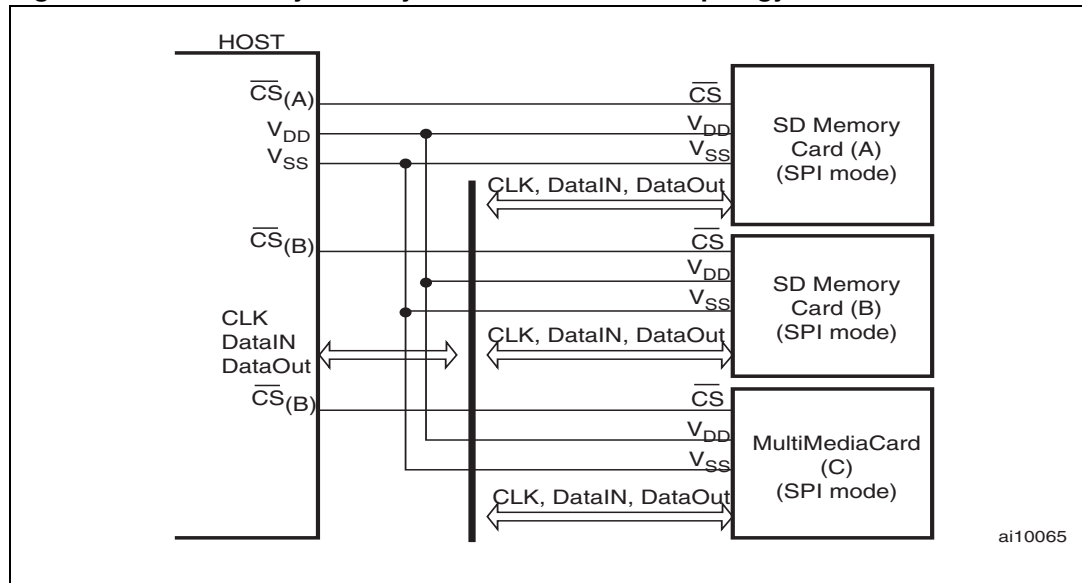 HOST
CS(A)
VDD
VSS
CS
VDD
VSS
SD Memory
Card (A)
(SPI mode)
CLK, DataIN, DataOut
CS(B)
CS
VDD
VSS
SD Memory
Card (B)
(SPI mode)
CLK
DataIN
DataOut
CLK, DataIN, DataOut
CS(B)
CS
VDD
VSS
MultiMediaCard
(C)
(SPI mode)
CLK, DataIN, DataOut
ai10065